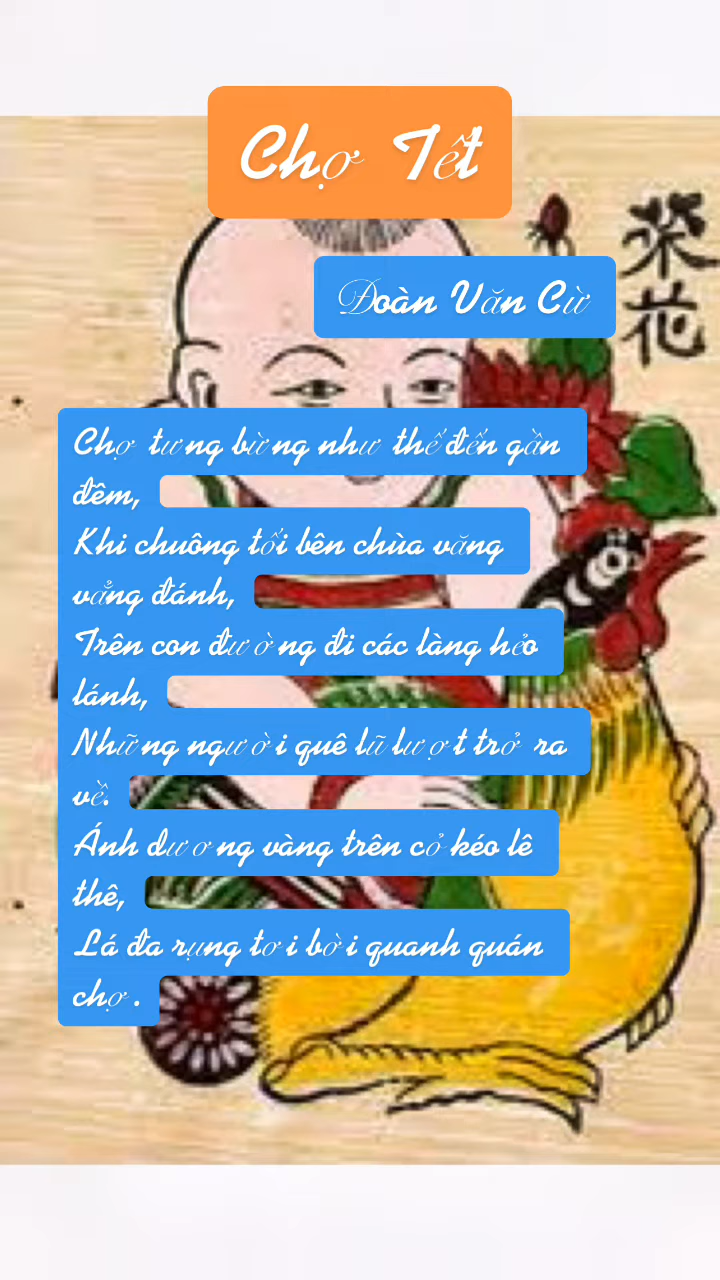 Chợ Tết
Đoàn Văn Cừ
榮
花
Chợ tưng bừng như thế đến gần
đêm,
Khi chuông tối bên chùa văng
vẳng đánh,
Trên con đường đi các làng hẻo
lánh,
Những người quê lũ lượt trở ra
về.
Ánh dương vàng trên cỏ kéo lê
thê,
Lá đa rụng tơi bời quanh quán
chợ.